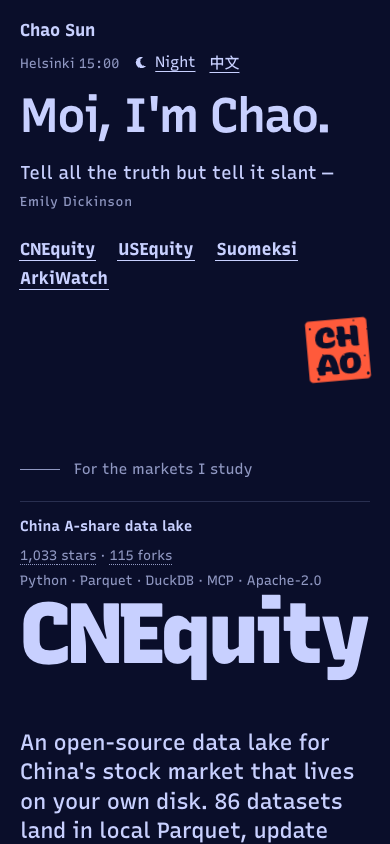 Chao Sun
Helsinki 15:00 Night 中文
Moi, I'm Chao.
Tell all the truth but tell it slant —
Emily Dickinson
CNEquity USEquity Suomeksi
ArkiWatch
CH
AO
For the markets I study
China A-share data lake
1,033 stars · 115 forks
Python · Parquet · DuckDB · MCP · Apache-2.0
CNEquity
An open-source data lake for
China's stock market that lives
on your own disk. 86 datasets
land in local Parquet, update